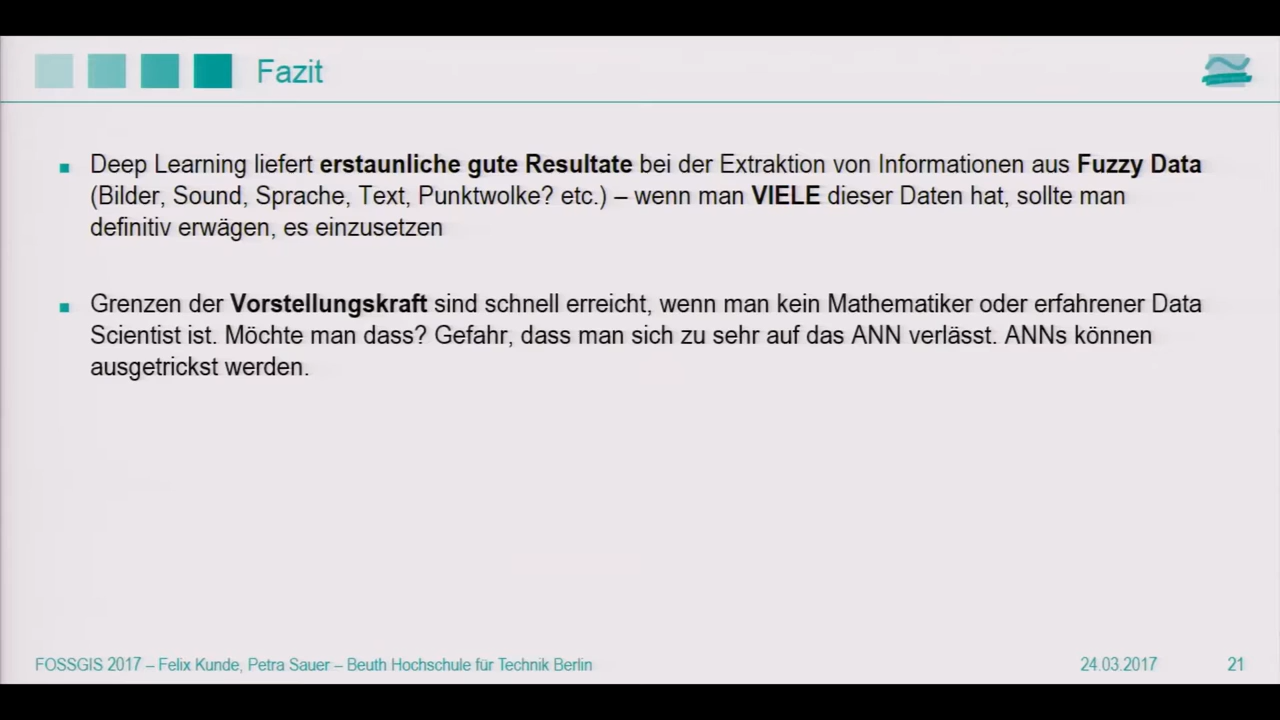 Fazit
Deep Learning liefert erstaunliche gute Resultate bei der Extraktion von Informationen aus Fuzzy Data
(Bilder, Sound, Sprache, Text, Punktwolke? etc.) – wenn man VIELE dieser Daten hat, sollte man
definitiv erwägen, es einzusetzen
Grenzen der Vorstellungskraft sind schnell erreicht, wenn man kein Mathematiker oder erfahrener Data
Scientist ist. Möchte man dass? Gefahr, dass man sich zu sehr auf das ANN verlässt. ANNs können
ausgetrickst werden.
FOSSGIS 2017 – Felix Kunde, Petra Sauer – Beuth Hochschule für Technik Berlin 24.03.2017 21